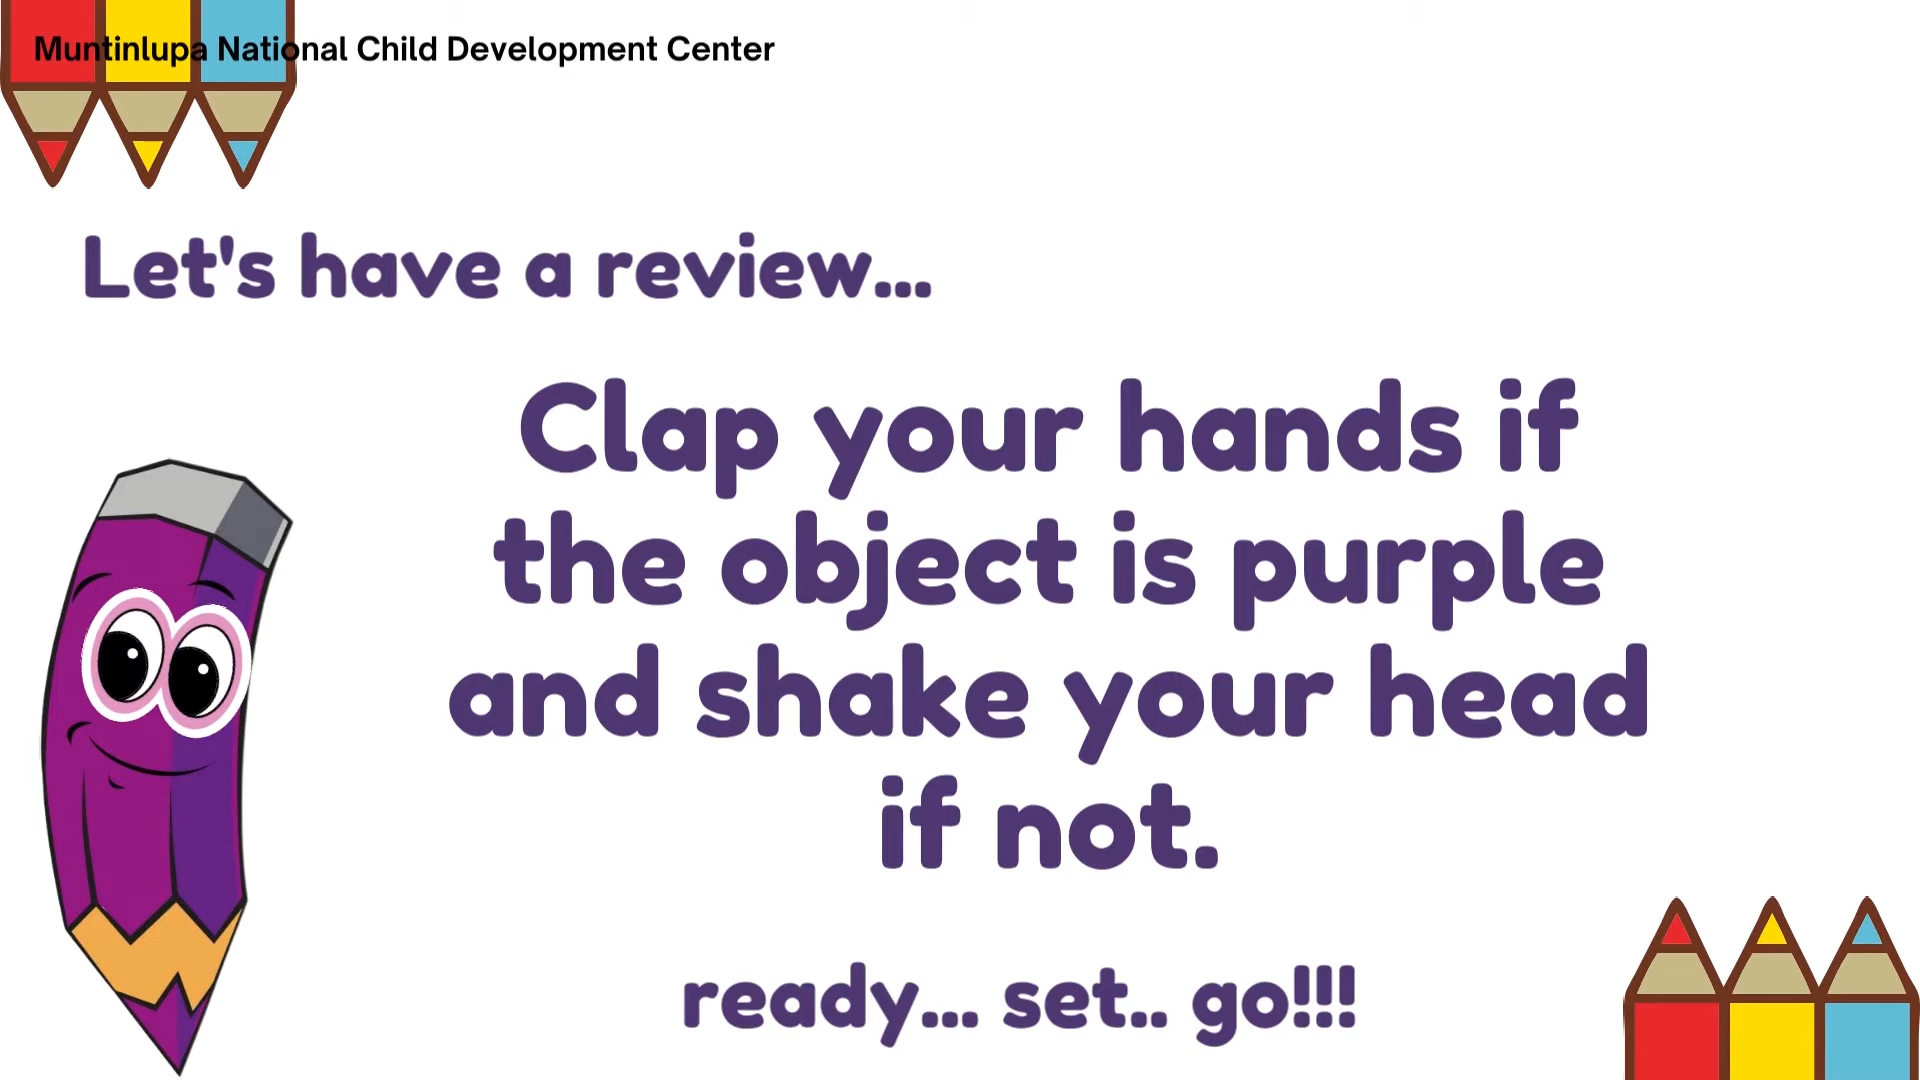 Muntinlupa National Child Development Center
Let's have a review...
Clap your hands if
the object is purple
and shake your head
if not.
ready... set.. go!!!